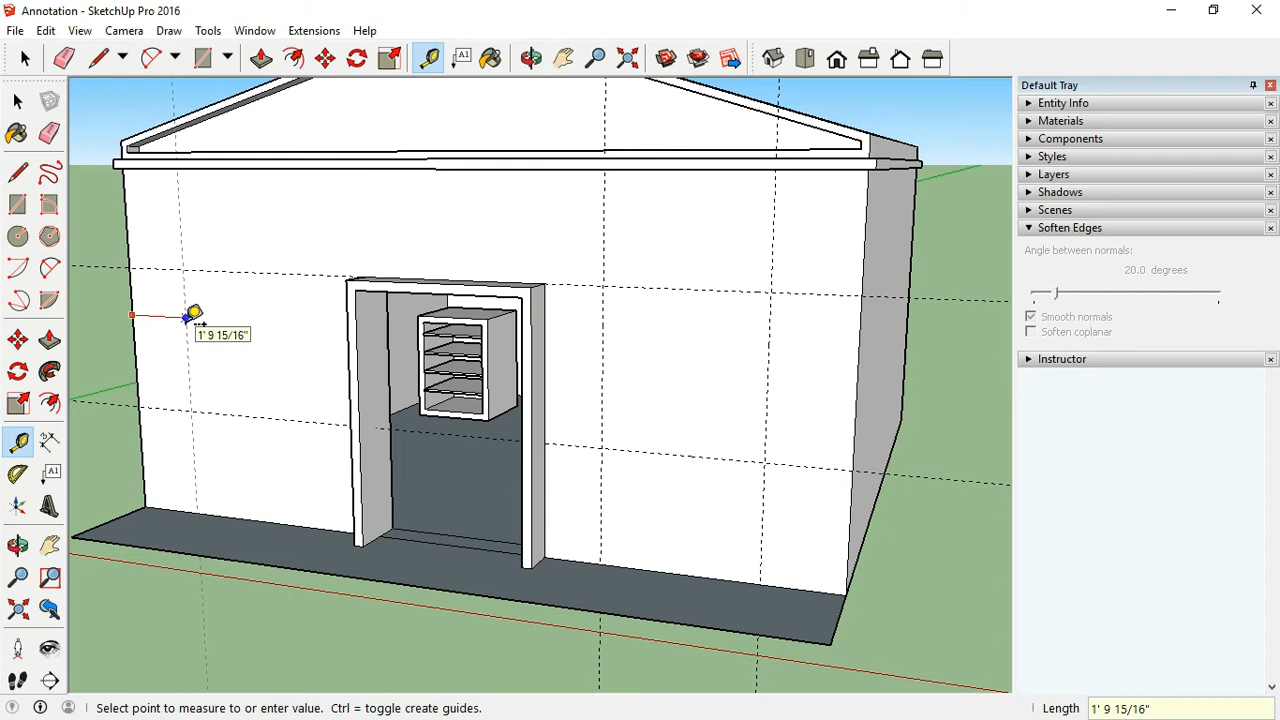 Annotation - SketchUp Pro 2016
File Edit View Camera Draw Tools Window Extensions Help
A1
Default Tray
Entity Info
Materials
Components
Styles
Layers
Shadows
Scenes
Soften Edges
Angle between normals:
20.0 degrees
Smooth normals
Soften coplanar
Instructor
1' 9 15/16"
A1
Select point to measure to or enter value. Ctrl = toggle create guides.
Length 1' 9 15/16"